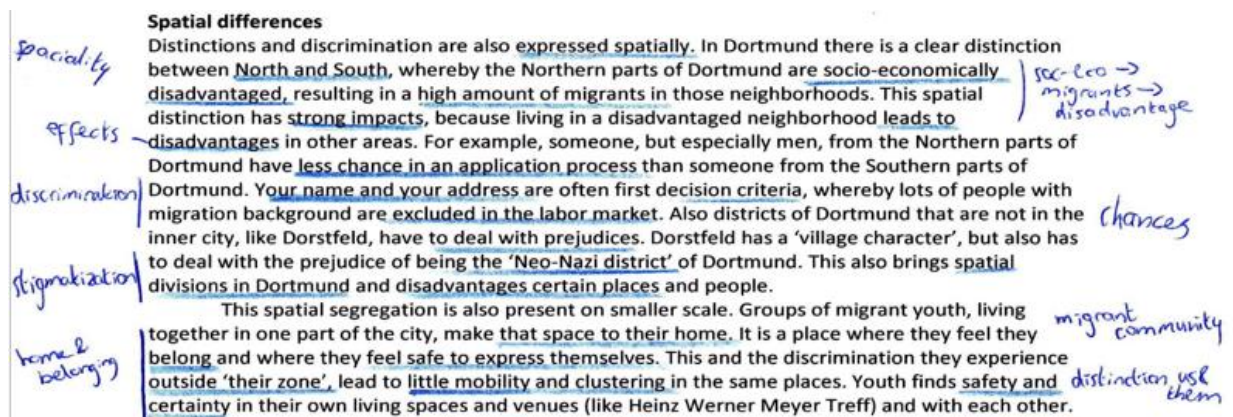 Spatial differences
spaciality
Distinctions and discrimination are also expressed spatially. In Dortmund there is a clear distinction
between North and South, whereby the Northern parts of Dortmund are socio-economically
disadvantaged, resulting in a high amount of migrants in those neighborhoods. This spatial
soc-eco →
migrants →
disadvantage
distinction has strong impacts, because living in a disadvantaged neighborhood leads to
effects
disadvantages in other areas. For example, someone, but especially men, from the Northern parts of
Dortmund have less chance in an application process than someone from the Southern parts of
discrimination
Dortmund. Your name and your address are often first decision criteria, whereby lots of people with
migration background are excluded in the labor market. Also districts of Dortmund that are not in the
chances
inner city, like Dorstfeld, have to deal with prejudices. Dorstfeld has a ‘village character’, but also has
stigmatization
to deal with the prejudice of being the ‘Neo-Nazi district’ of Dortmund. This also brings spatial
divisions in Dortmund and disadvantages certain places and people.
This spatial segregation is also present on smaller scale. Groups of migrant youth, living
migrant
community
together in one part of the city, make that space to their home. It is a place where they feel they
home &
belonging
belong and where they feel safe to express themselves. This and the discrimination they experience
outside ‘their zone’, lead to little mobility and clustering in the same places. Youth finds safety and
distinction us &
them
certainty in their own living spaces and venues (like Heinz Werner Meyer Treff) and with each other.